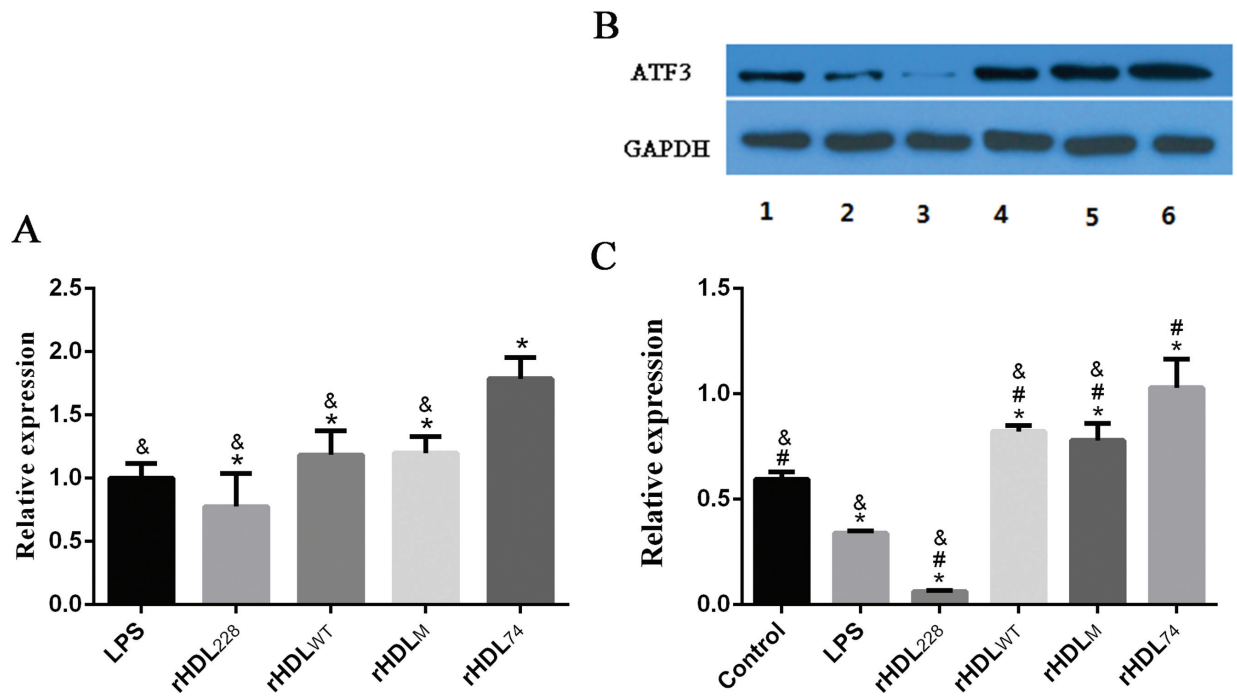 B
ATF3
GAPDH
1 2 3 4 5 6
A
Relative expression
2.5
2.0
1.5
1.0
0.5
0.0
&
&
*
&
*
&
*
*
LPS
rHDL228
rHDLWT
rHDLM
rHDL74
C
Relative expression
1.5
1.0
0.5
0.0
&
#
&
*
&
#
*
&
#
*
&
#
*
#
*
Control
LPS
rHDL228
rHDLWT
rHDLM
rHDL74